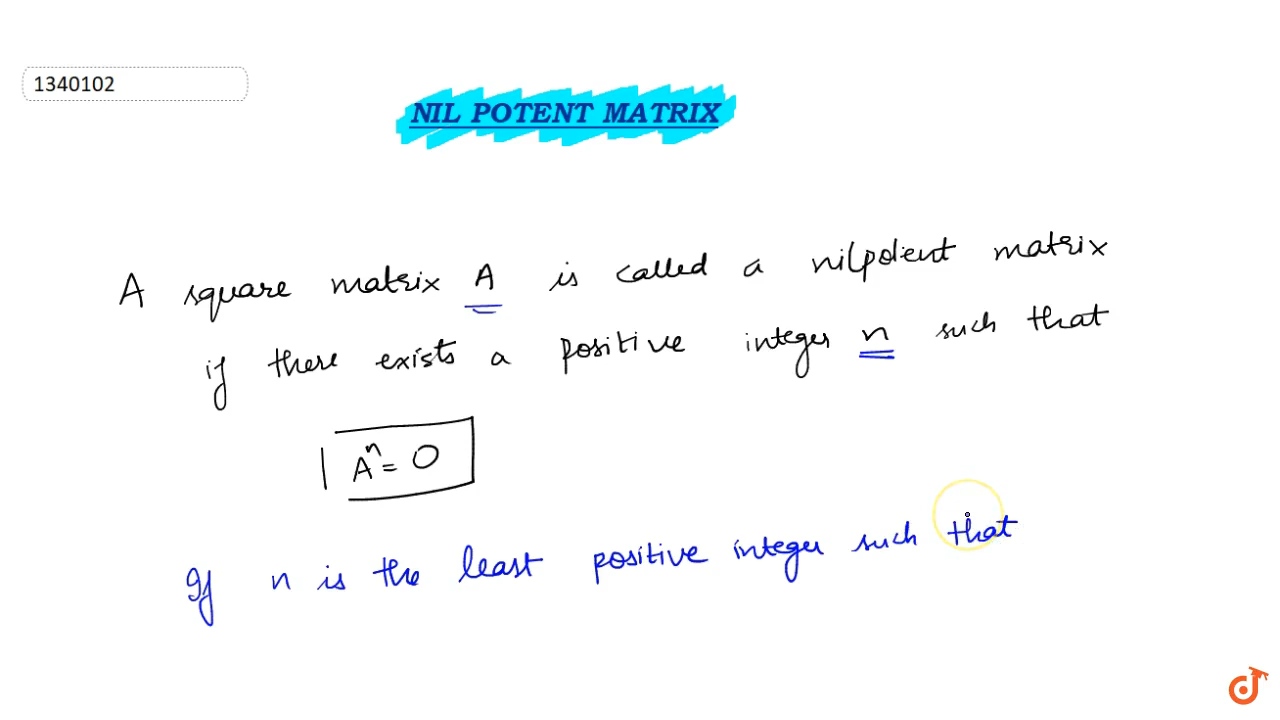 1340102
NIL POTENT MATRIX
A square matrix A is called a nilpotent matrix
if there exists a positive integer n such that
Aⁿ = O
If n is the least positive integer such that